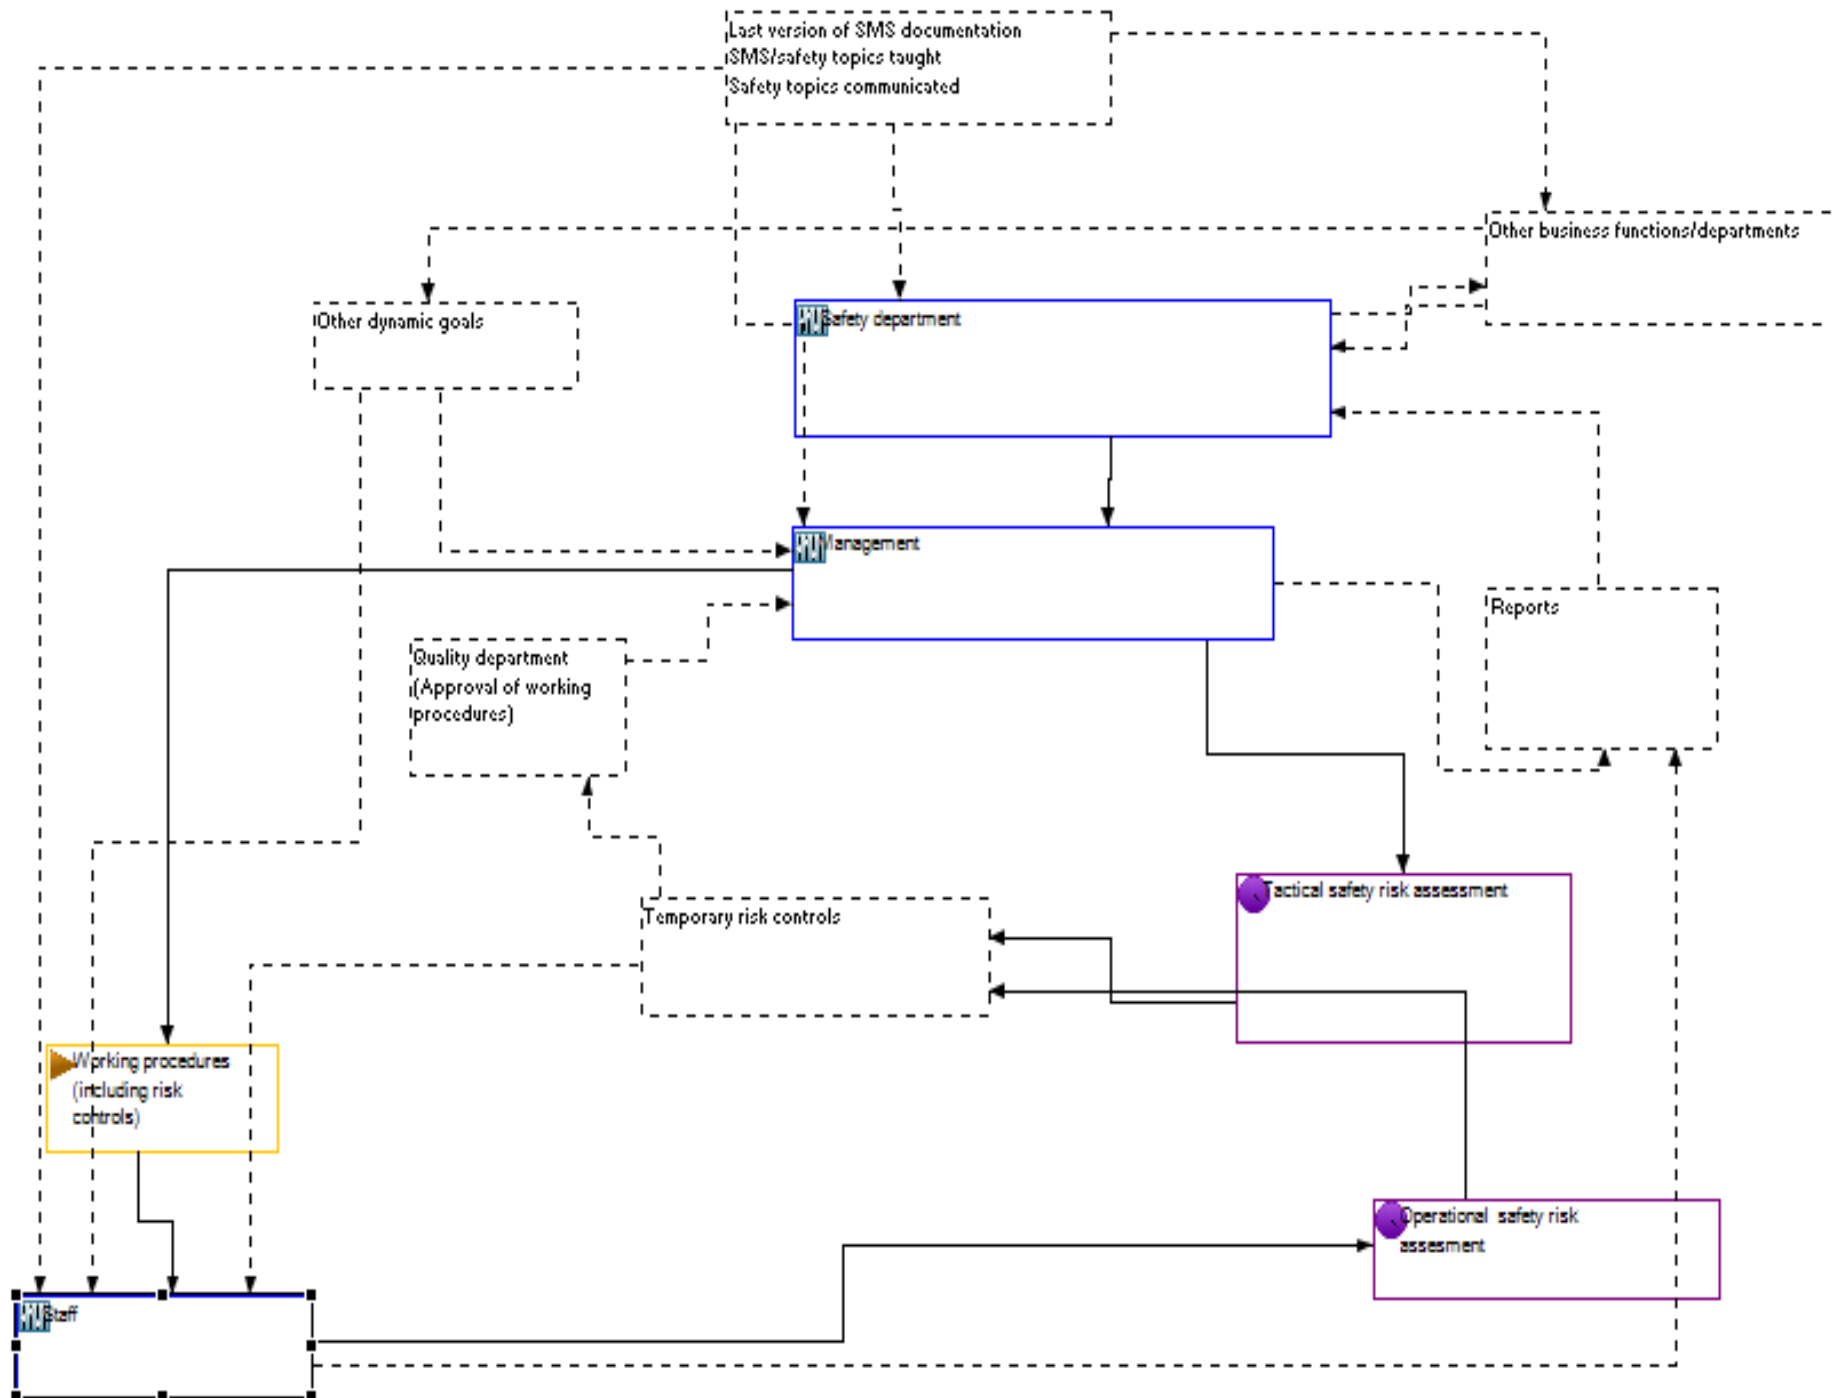 Last version of SMS documentation
SMS/safety topics taught
Safety topics communicated
Other business functions/departments
Other dynamic goals
Safety department
Management
Reports
Quality department
(Approval of working
procedures)
Tactical safety risk assessment
Temporary risk controls
Working procedures
(including risk
controls)
Operational safety risk
assesment
Staff